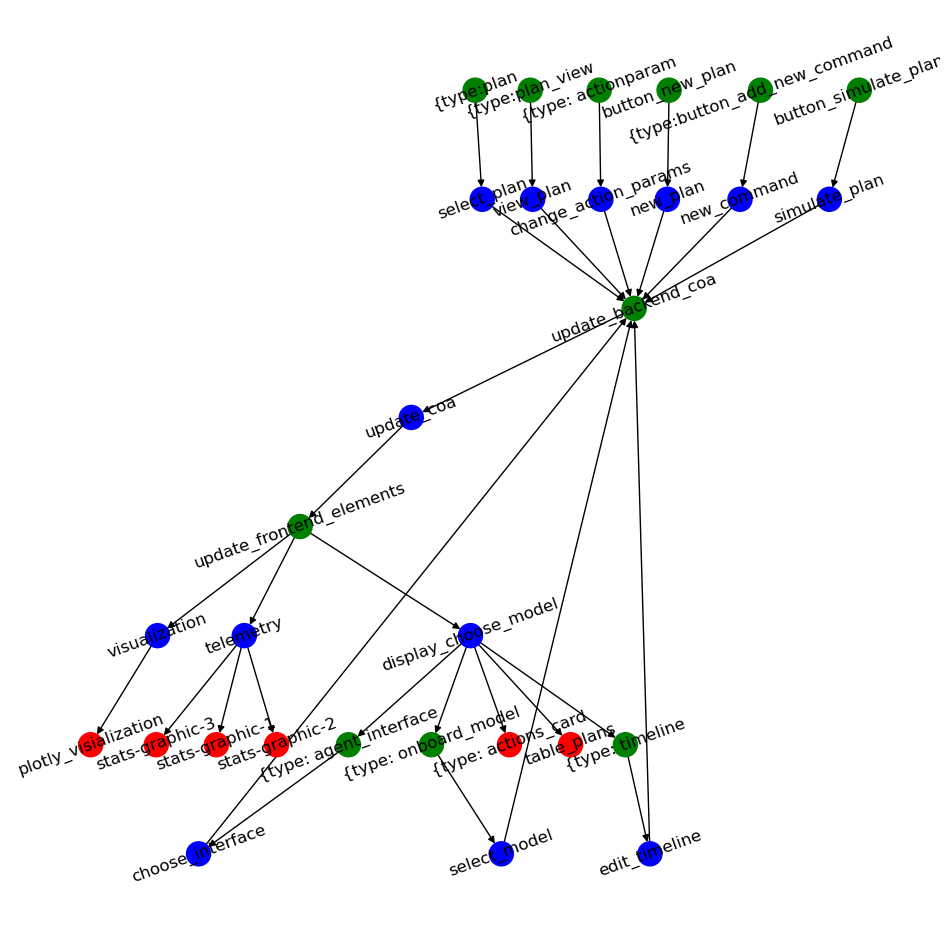 {type:plan
{type:plan_view
{type: actionparam
button_new_plan
{type:button_add_new_command
button_simulate_plan
select_plan
view_plan
change_action_params
new_plan
new_command
simulate_plan
update_backend_coa
update_coa
update_frontend_elements
visualization
telemetry
display_choose_model
plotly_visialization
stats-graphic-3
stats-graphic-1
stats-graphic-2
{type: agent_interface
{type: onboard_model
{type: actions_card
table_plans
{type: timeline
choose_interface
select_model
edit_timeline